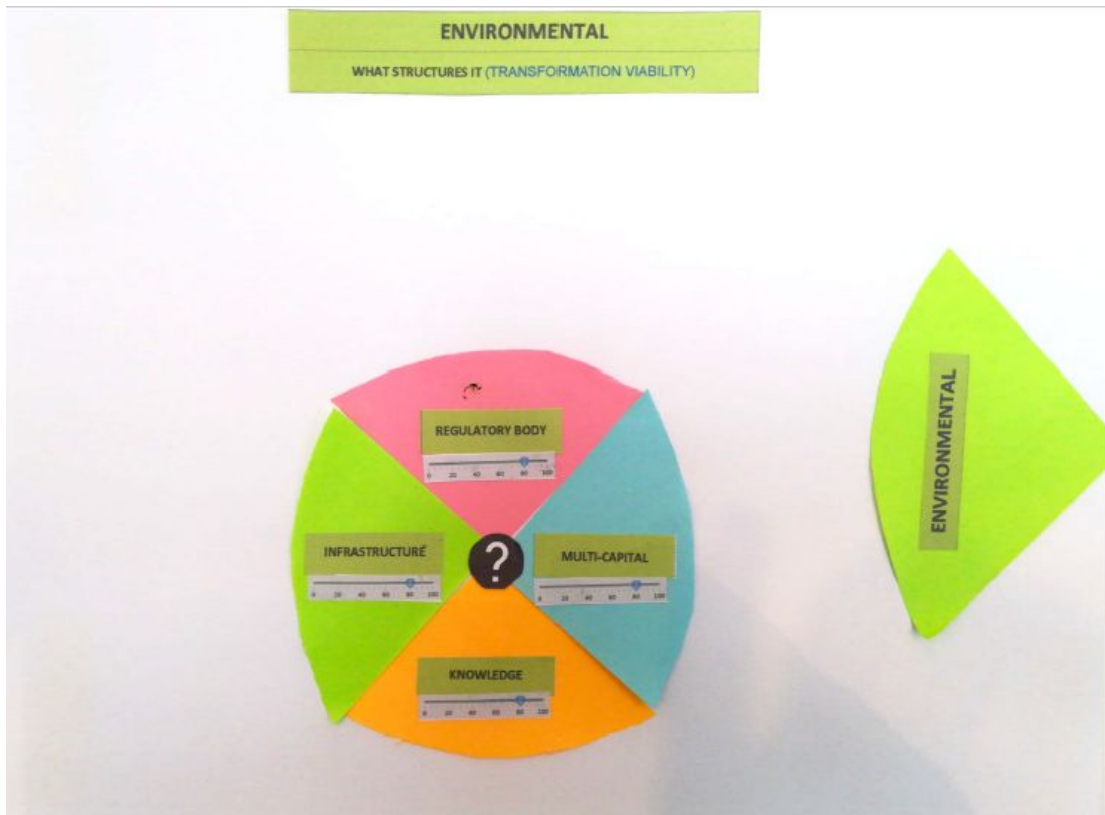 ENVIRONMENTAL
WHAT STRUCTURES IT (TRANSFORMATION VIABILITY)
REGULATORY BODY
0 20 40 60 80 100
INFRASTRUCTURE
0 20 40 60 80 100
?
MULTI-CAPITAL
0 20 40 60 80 100
KNOWLEDGE
0 20 40 60 80 100
ENVIRONMENTAL